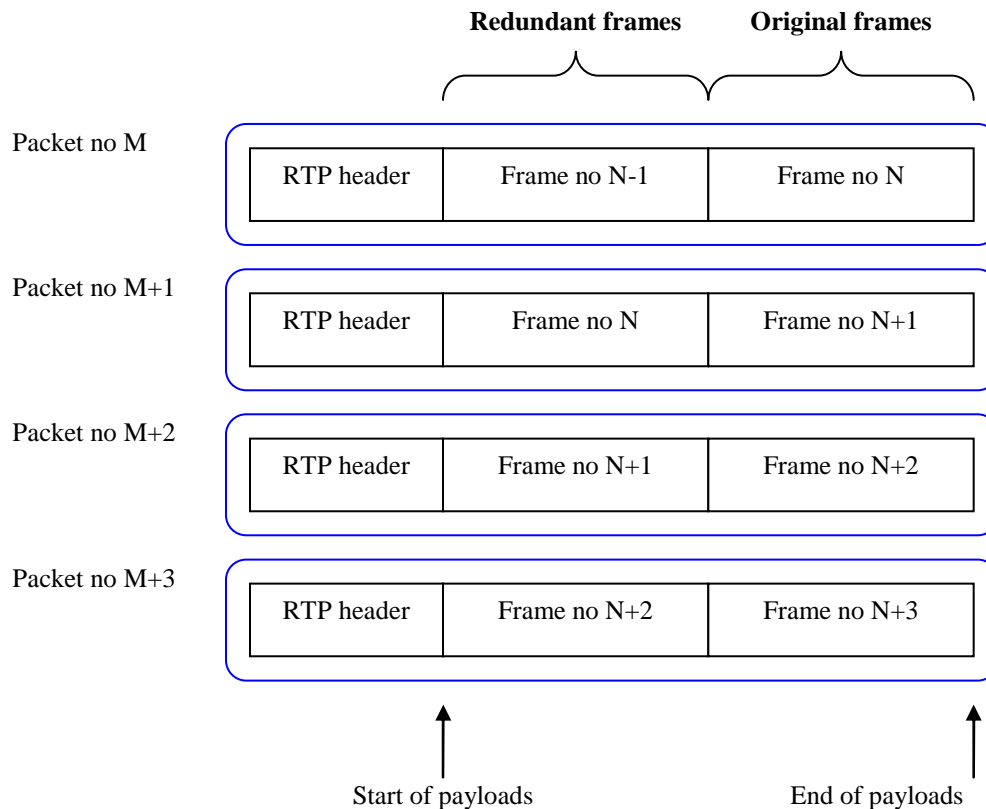 Redundant frames Original frames
Packet no M
RTP header Frame no N-1 Frame no N
Packet no M+1
RTP header Frame no N Frame no N+1
Packet no M+2
RTP header Frame no N+1 Frame no N+2
Packet no M+3
RTP header Frame no N+2 Frame no N+3
Start of payloads End of payloads